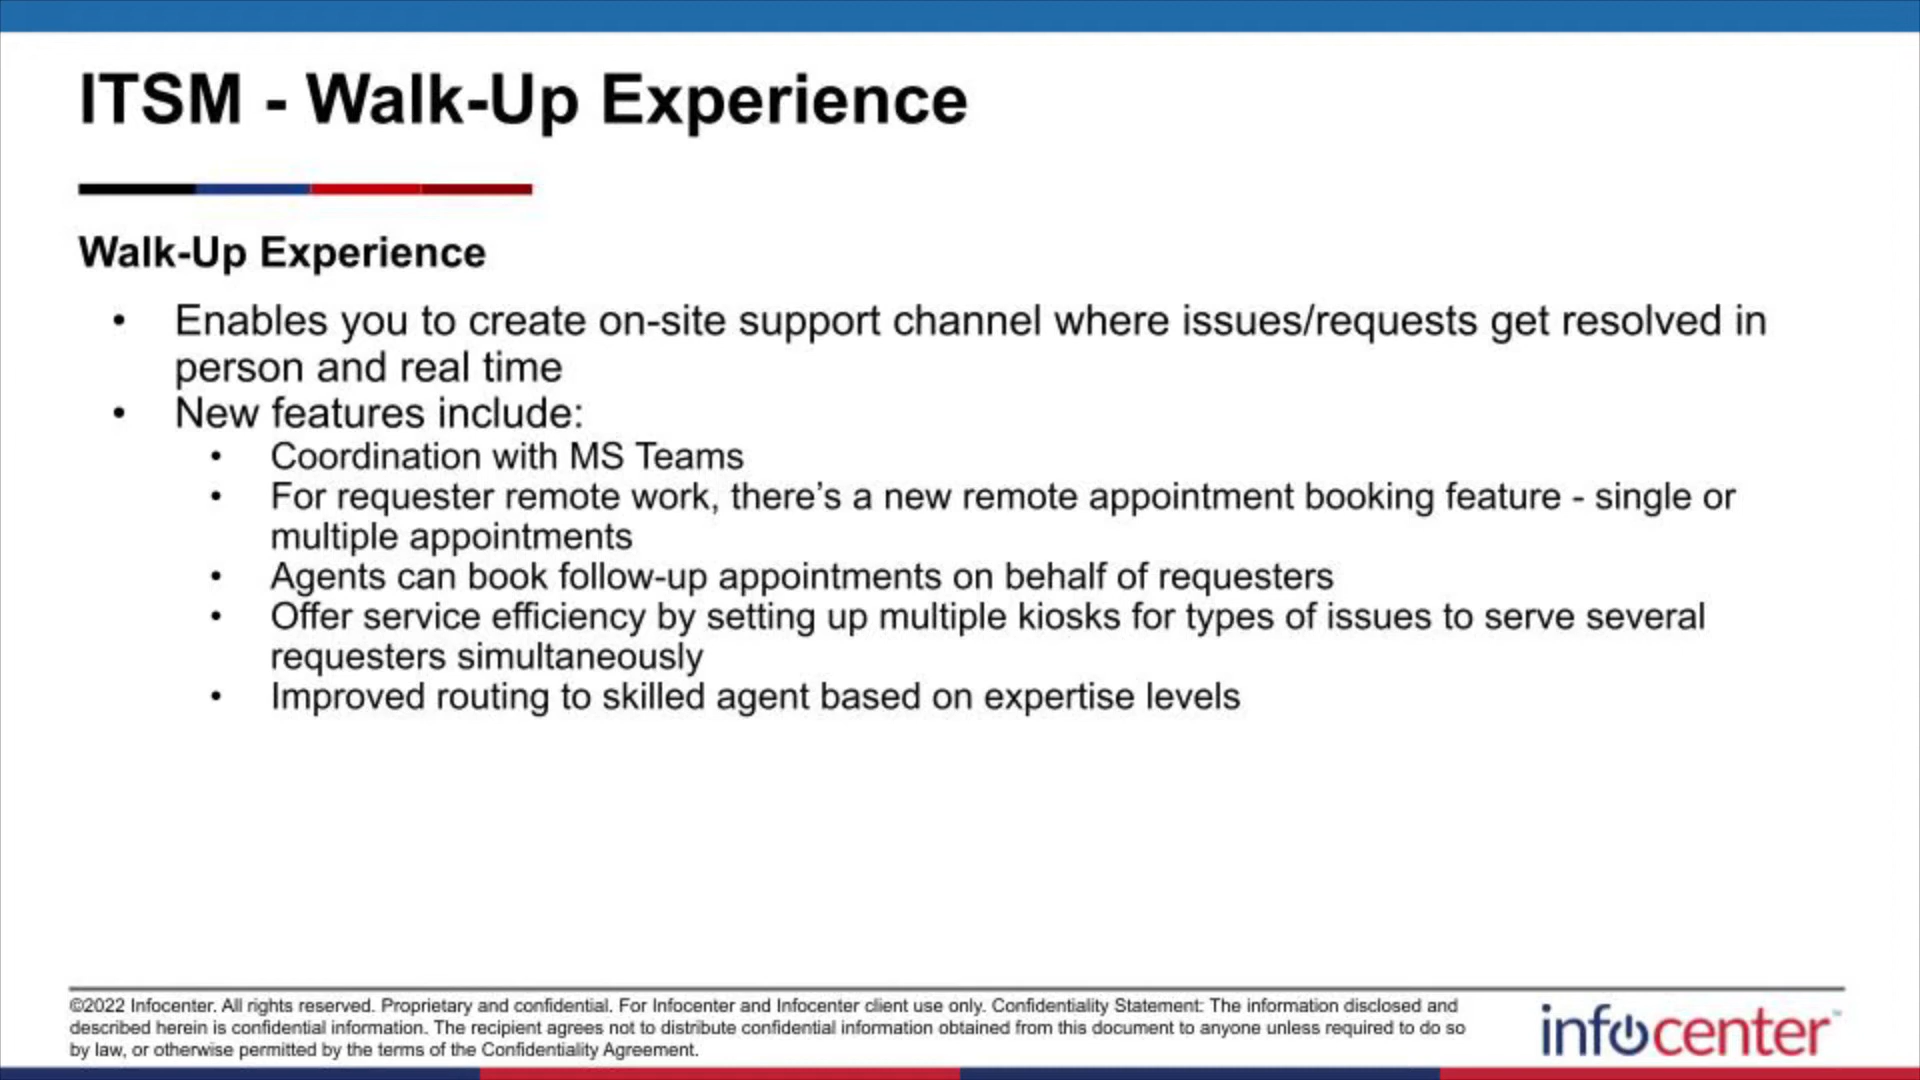 ITSM - Walk-Up Experience
Walk-Up Experience
• Enables you to create on-site support channel where issues/requests get resolved in
person and real time
• New features include:
• Coordination with MS Teams
• For requester remote work, there’s a new remote appointment booking feature - single or
multiple appointments
• Agents can book follow-up appointments on behalf of requesters
• Offer service efficiency by setting up multiple kiosks for types of issues to serve several
requesters simultaneously
• Improved routing to skilled agent based on expertise levels
©2022 Infocenter. All rights reserved. Proprietary and confidential. For Infocenter and Infocenter client use only. Confidentiality Statement: The information disclosed and
described herein is confidential information. The recipient agrees not to distribute confidential information obtained from this document to anyone unless required to do so
by law, or otherwise permitted by the terms of the Confidentiality Agreement.
infocenter™